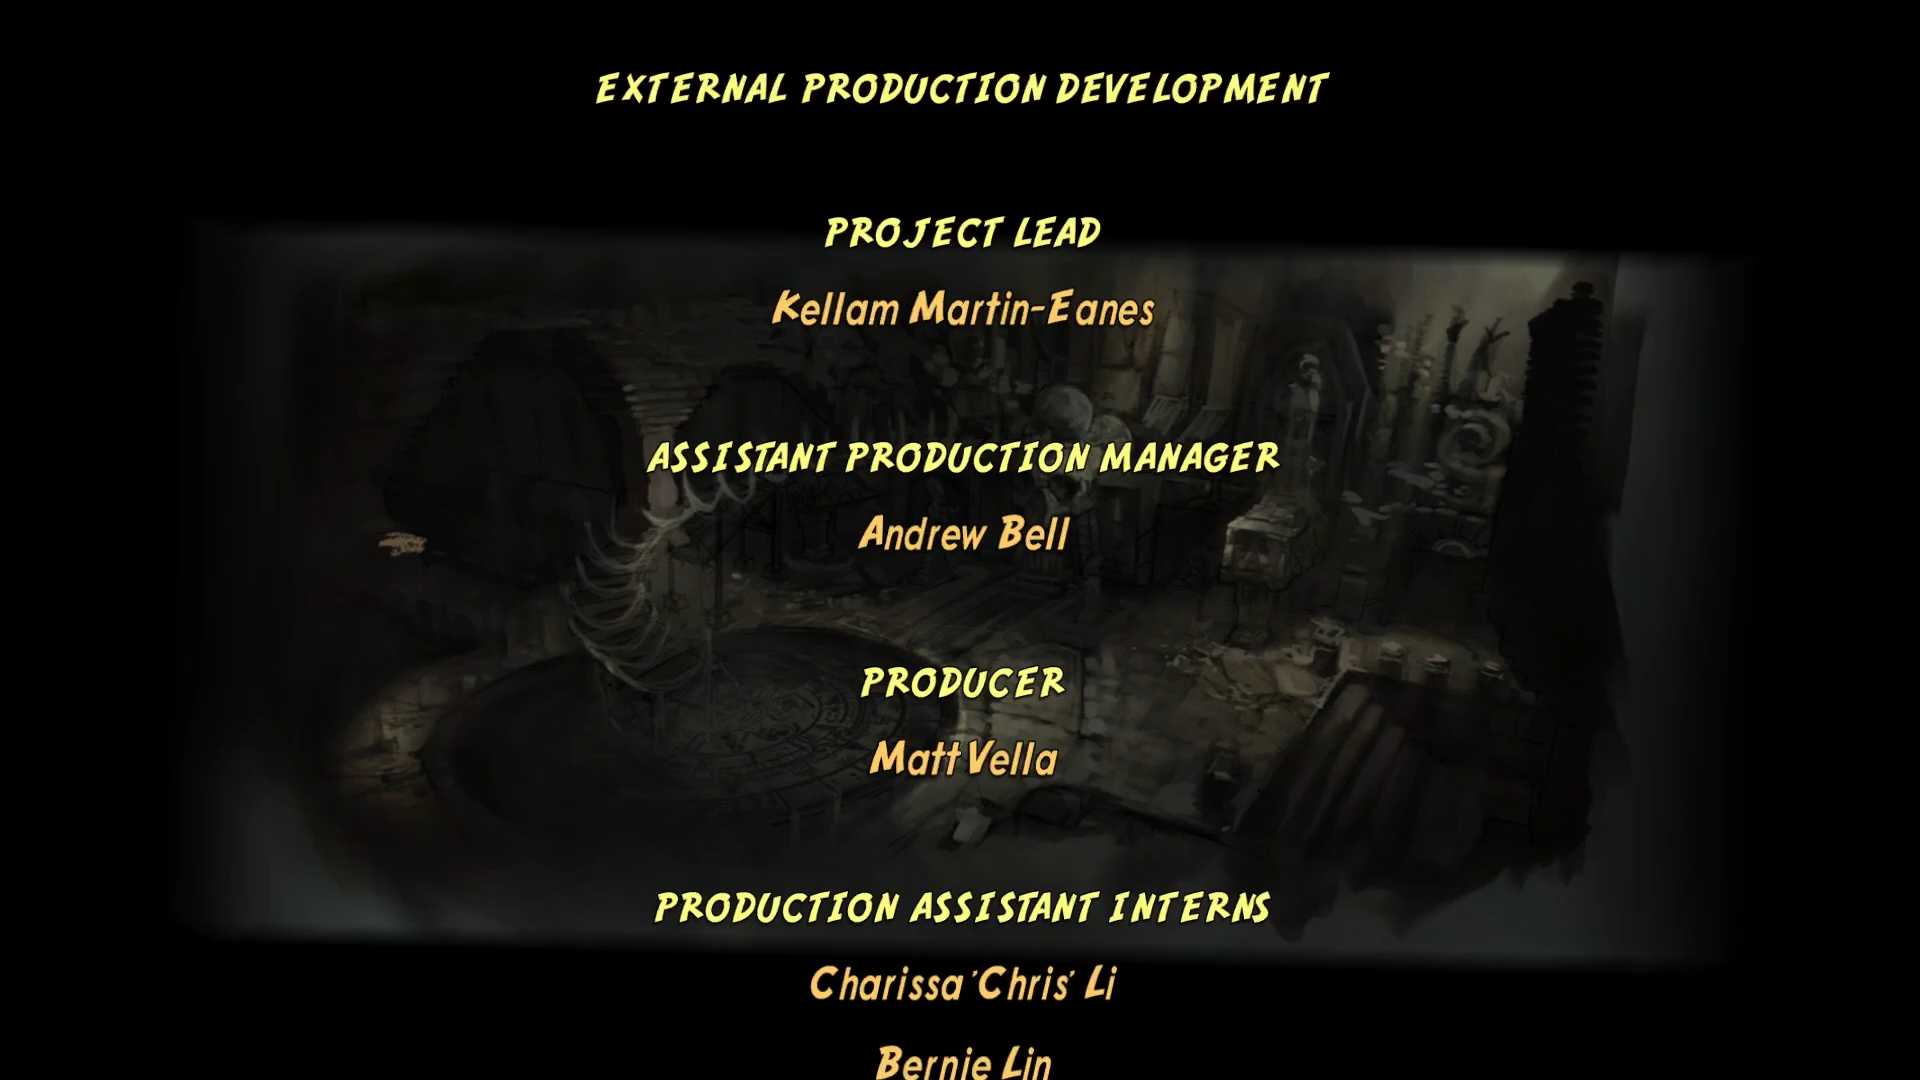 EXTERNAL PRODUCTION DEVELOPMENT
PROJECT LEAD
Kellam Martin-Eanes
ASSISTANT PRODUCTION MANAGER
Andrew Bell
PRODUCER
Matt Vella
PRODUCTION ASSISTANT INTERNS
Charissa 'Chris' Li
Bernie Lin